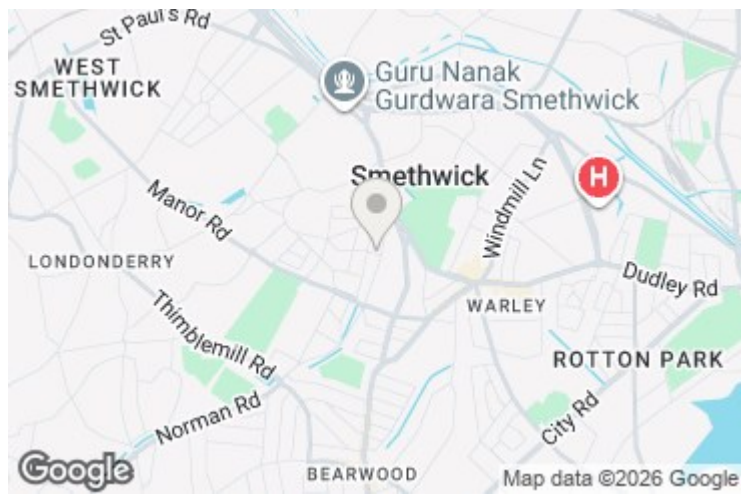 St Paul's Rd
WEST
SMETHWICK
Guru Nanak
Gurdwara Smethwick
Smethwick
H
Manor Rd
Windmill Ln
LONDONDERRY
Dudley Rd
WARLEY
Thimblemill Rd
ROTTON PARK
Norman Rd
City Rd
BEARWOOD
Google
Map data ©2026 Google